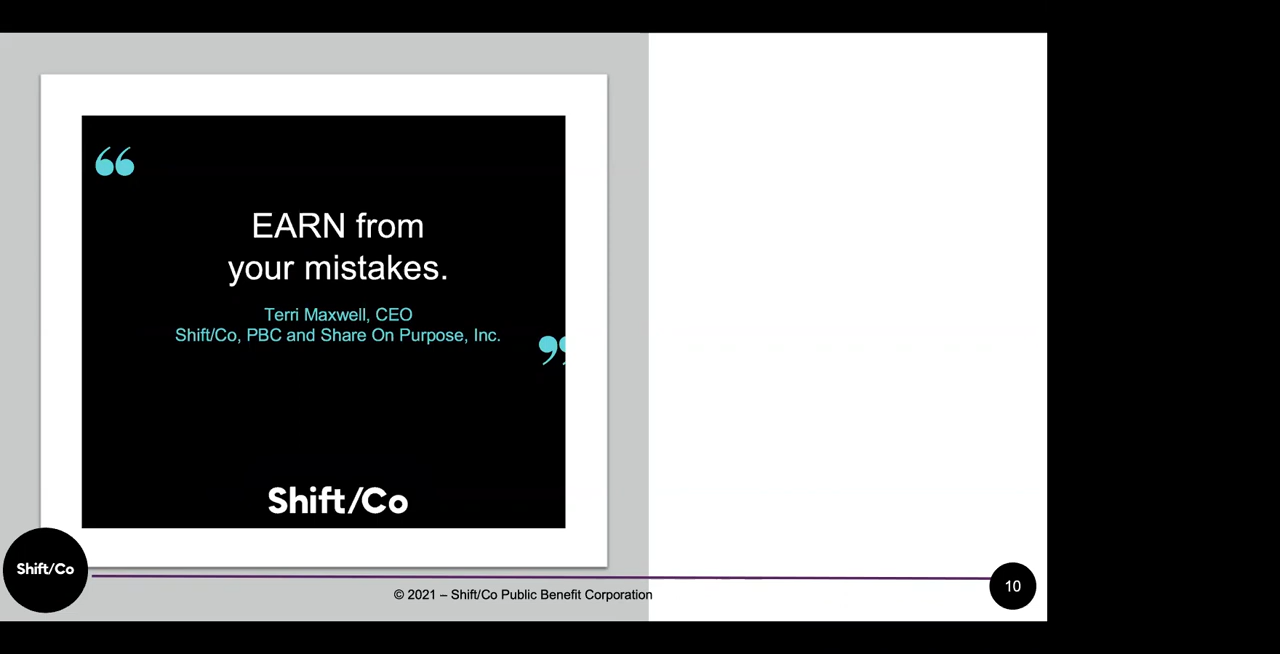 “
EARN from
your mistakes.
Terri Maxwell, CEO
Shift/Co, PBC and Share On Purpose, Inc.
”
Shift/Co
Shift/Co
© 2021 – Shift/Co Public Benefit Corporation
10